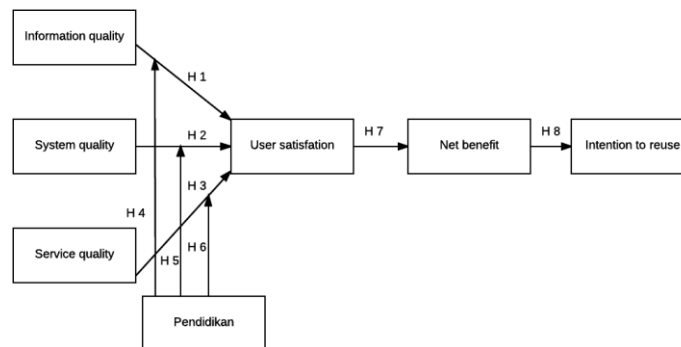 Information quality
H 1
System quality
H 2
User satisfation
H 7
Net benefit
H 8
Intention to reuse
H 3
H 4
Service quality
H 5
H 6
Pendidikan